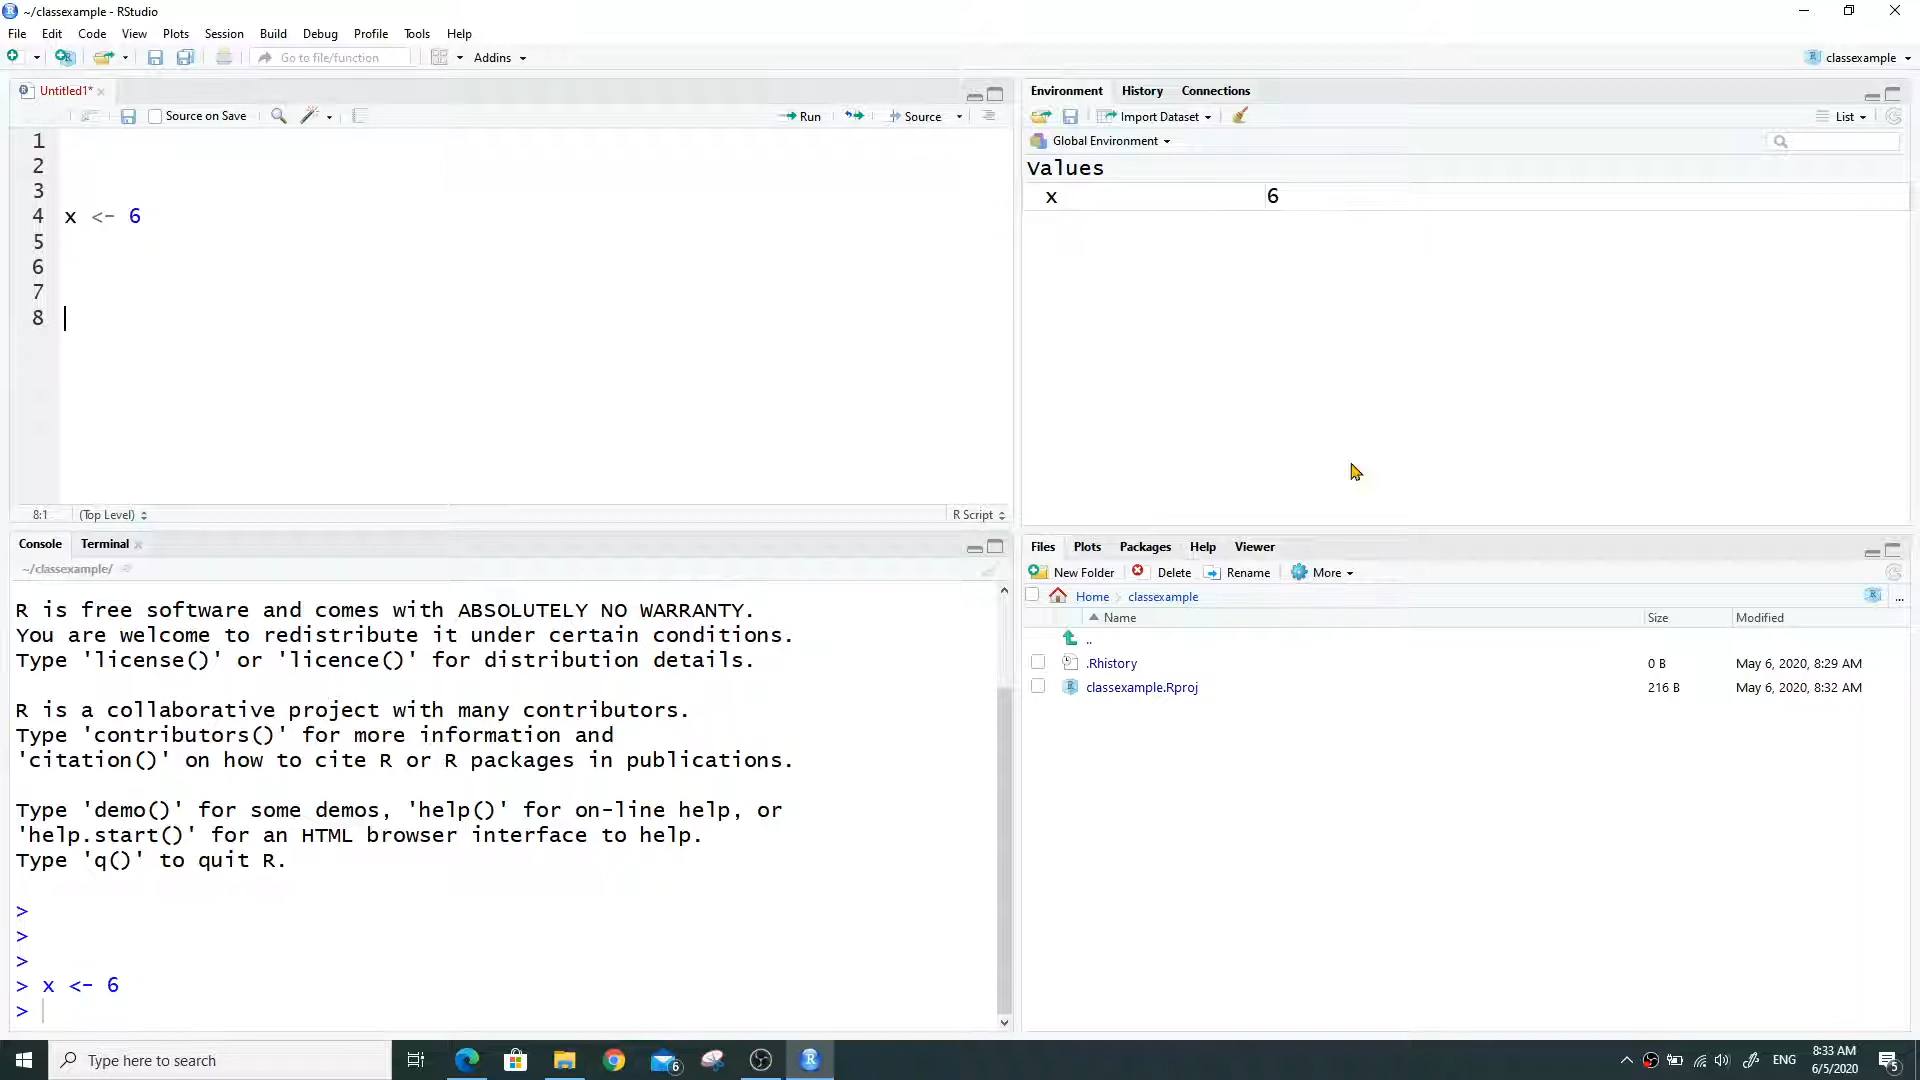 ~/classexample - RStudio
File Edit Code View Plots Session Build Debug Profile Tools Help
Go to file/function Addins classexample
Untitled1*
Source on Save Run Source
1
2
3
4 x <- 6
5
6
7
8
8:1 (Top Level) R Script
Environment History Connections
Import Dataset List
Global Environment
Values
x 6
Console Terminal
~/classexample/
R is free software and comes with ABSOLUTELY NO WARRANTY.
You are welcome to redistribute it under certain conditions.
Type 'license()' or 'licence()' for distribution details.
R is a collaborative project with many contributors.
Type 'contributors()' for more information and
'citation()' on how to cite R or R packages in publications.
Type 'demo()' for some demos, 'help()' for on-line help, or
'help.start()' for an HTML browser interface to help.
Type 'q()' to quit R.
>
>
>
> x <- 6
>
Files Plots Packages Help Viewer
New Folder Delete Rename More
Home classexample ...
Name Size Modified
..
.Rhistory 0 B May 6, 2020, 8:29 AM
classexample.Rproj 216 B May 6, 2020, 8:32 AM
Type here to search 6 ENG 8:33 AM
6/5/2020 5